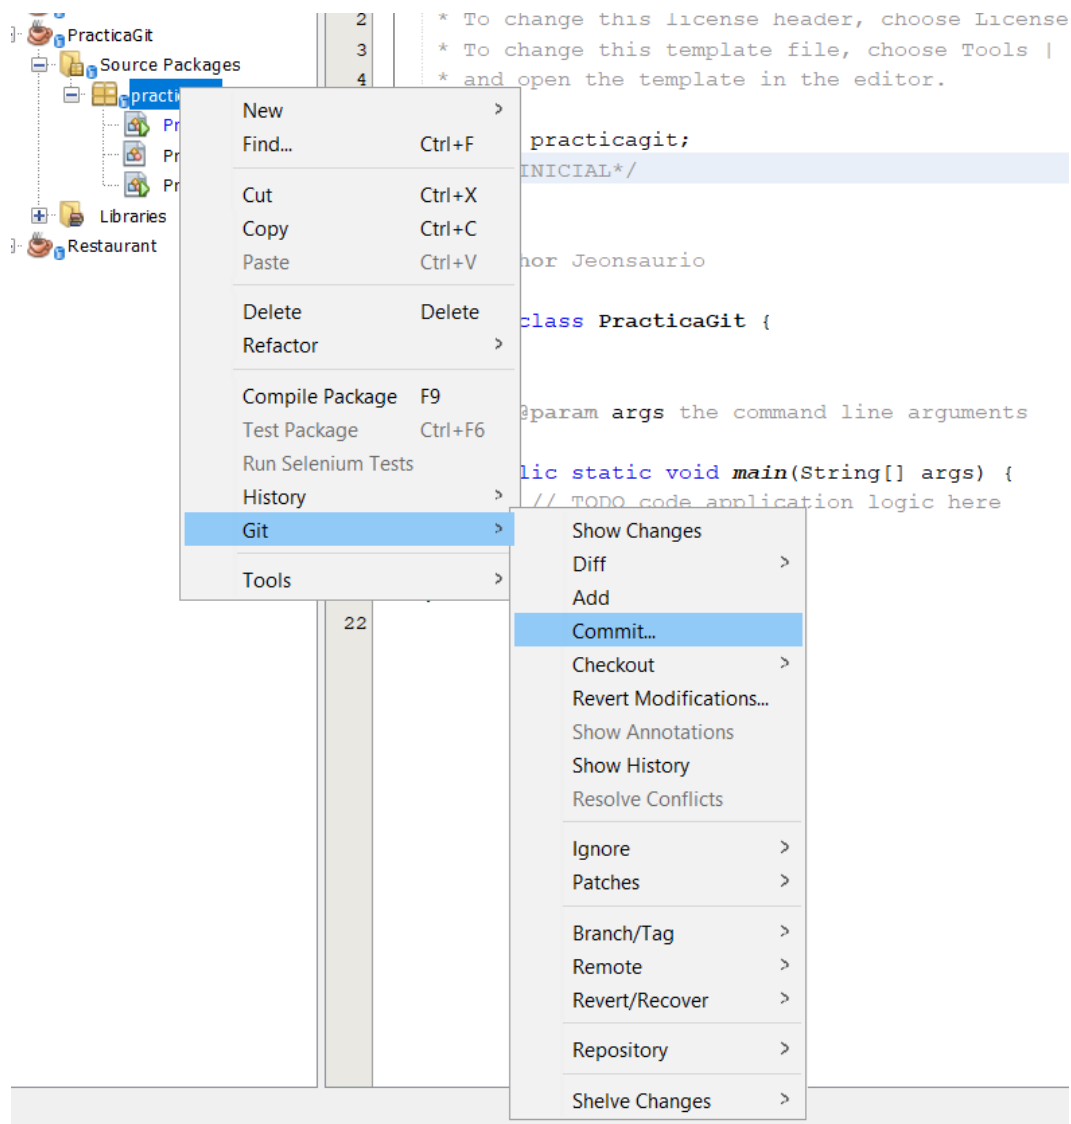 PracticaGit
Source Packages
practi
Pr
Pr
Pr
Libraries
Restaurant
2 * To change this license header, choose License
3 * To change this template file, choose Tools |
4 * and open the template in the editor.
practicagit;
INICIAL*/
hor Jeonsaurio
class PracticaGit {
@param args the command line arguments
lic static void main(String[] args) {
// TODO code application logic here
22
New >
Find... Ctrl+F
Cut Ctrl+X
Copy Ctrl+C
Paste Ctrl+V
Delete Delete
Refactor >
Compile Package F9
Test Package Ctrl+F6
Run Selenium Tests
History >
Git >
Tools >
Show Changes
Diff >
Add
Commit...
Checkout >
Revert Modifications...
Show Annotations
Show History
Resolve Conflicts
Ignore >
Patches >
Branch/Tag >
Remote >
Revert/Recover >
Repository >
Shelve Changes >